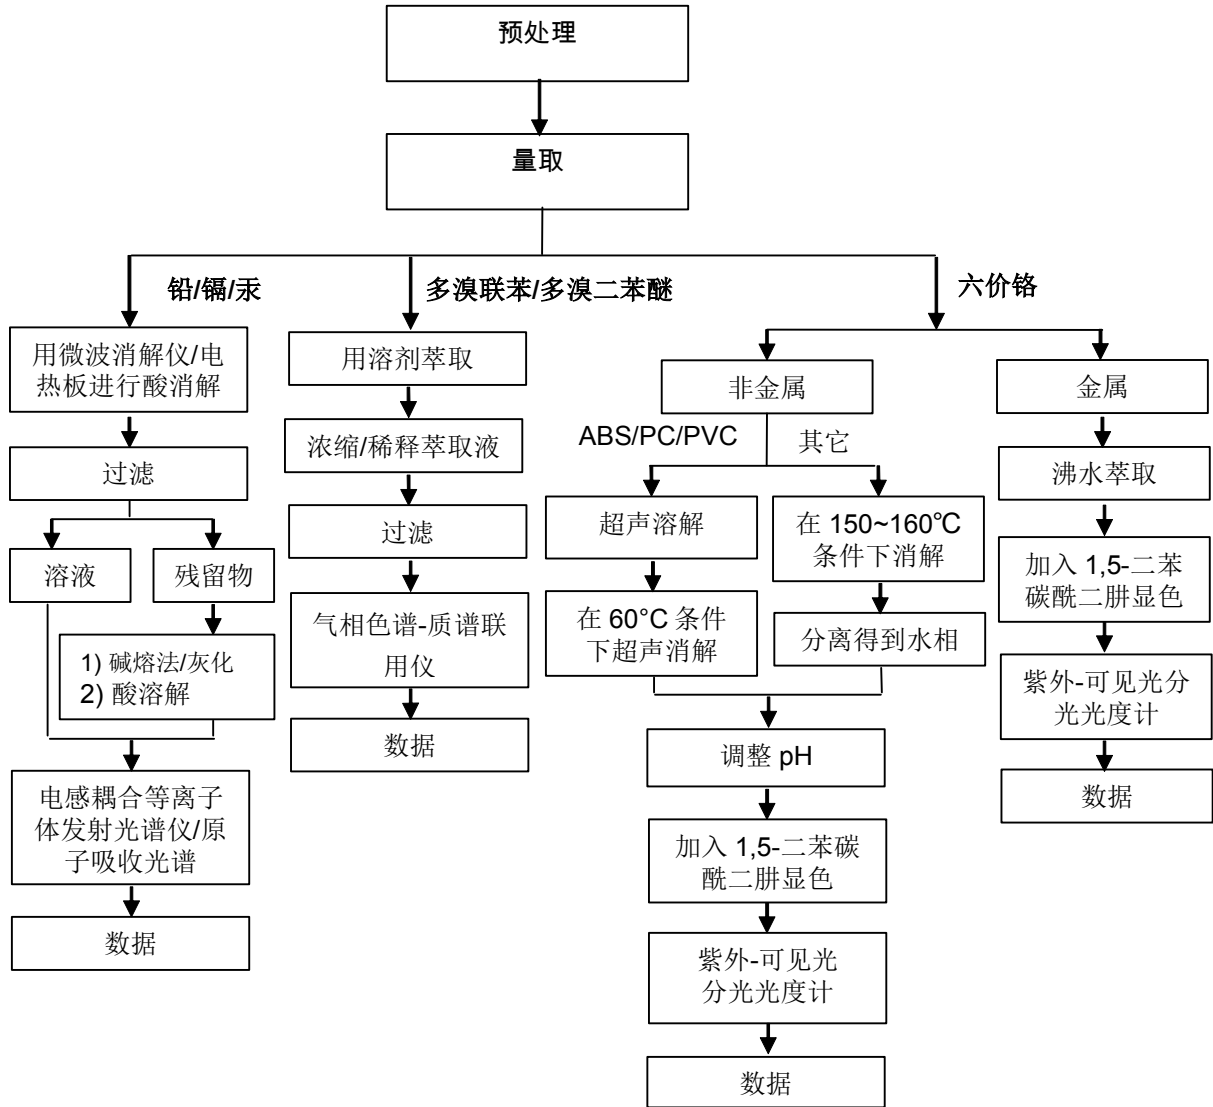 预处理
量取
铅/镉/汞
多溴联苯/多溴二苯醚
六价铬
用微波消解仪/电
热板进行酸消解
过滤
溶液
残留物
1) 碱熔法/灰化
2) 酸溶解
电感耦合等离子
体发射光谱仪/原
子吸收光谱
数据
用溶剂萃取
浓缩/稀释萃取液
过滤
气相色谱-质谱联
用仪
数据
非金属
ABS/PC/PVC
其它
超声溶解
在 60°C 条件
下超声消解
在 150~160℃
条件下消解
分离得到水相
调整 pH
加入 1,5-二苯碳
酰二肼显色
紫外-可见光
分光光度计
数据
金属
沸水萃取
加入 1,5-二苯
碳酰二肼显色
紫外-可见光分
光光度计
数据